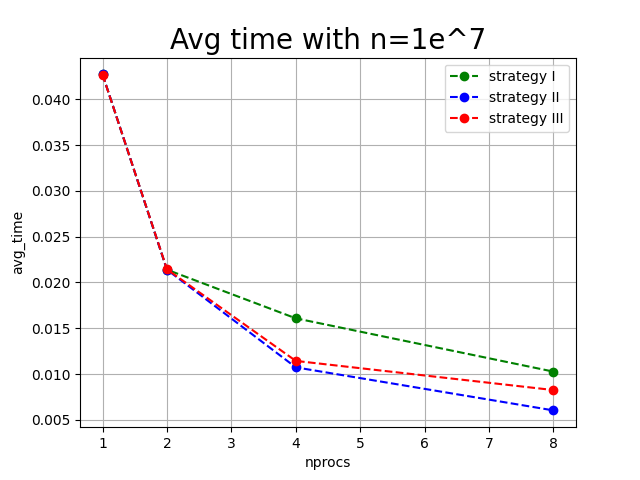 Avg time with n=1e^7
strategy I
strategy II
strategy III
avg_time
0.040
0.035
0.030
0.025
0.020
0.015
0.010
0.005
1 2 3 4 5 6 7 8
nprocs